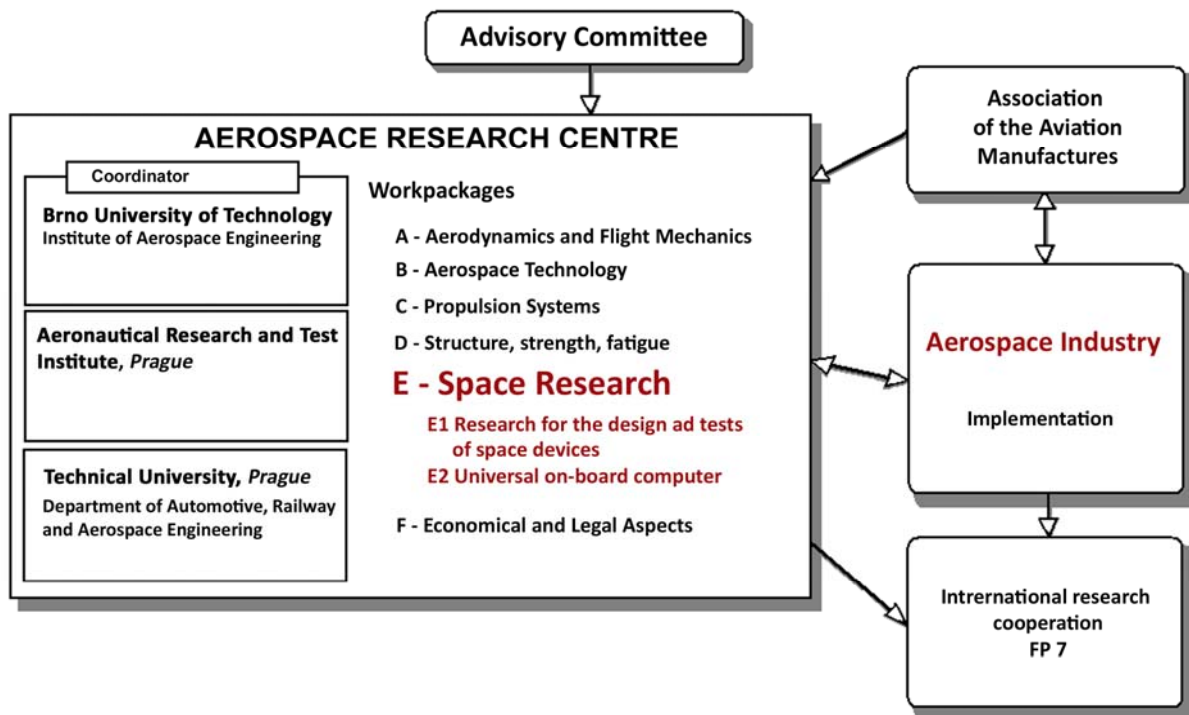 Advisory Committee
AEROSPACE RESEARCH CENTRE
Coordinator
Brno University of Technology
Institute of Aerospace Engineering
Aeronautical Research and Test
Institute, Prague
Technical University, Prague
Department of Automotive, Railway
and Aerospace Engineering
Workpackages
A - Aerodynamics and Flight Mechanics
B - Aerospace Technology
C - Propulsion Systems
D - Structure, strength, fatigue
E - Space Research
E1 Research for the design ad tests
of space devices
E2 Universal on-board computer
F - Economical and Legal Aspects
Association
of the Aviation
Manufactures
Aerospace Industry
Implementation
Intrernational research
cooperation
FP 7